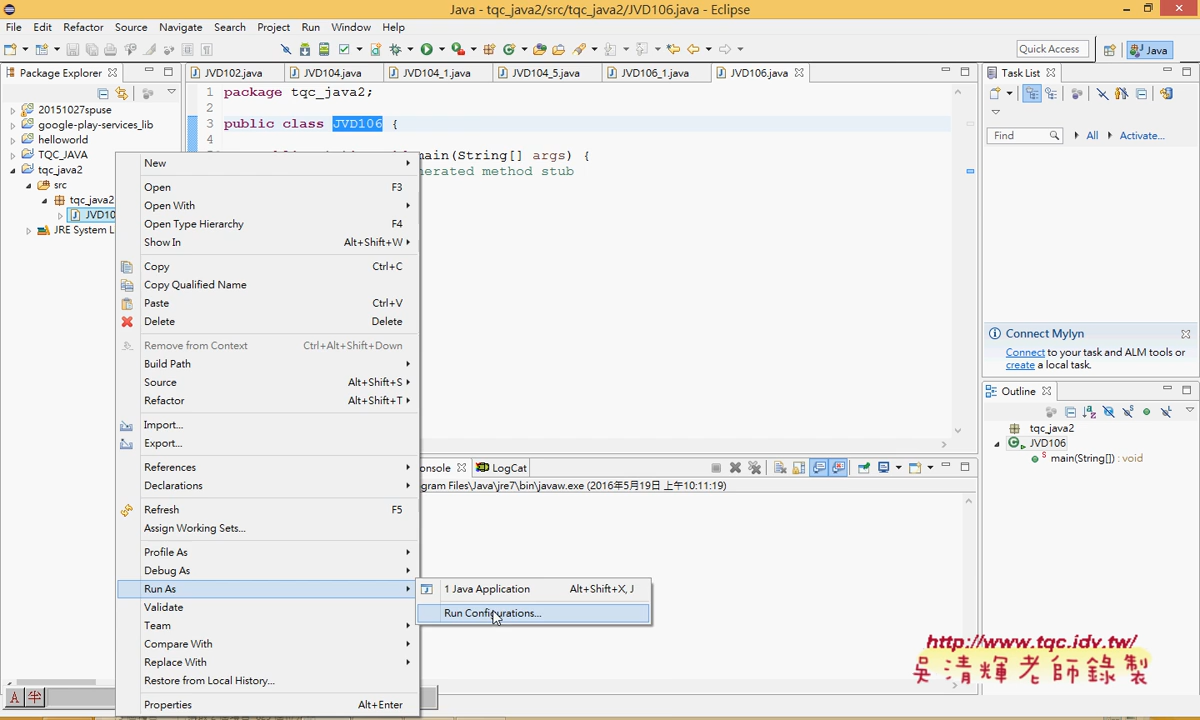 Java - tqc_java2/src/tqc_java2/JVD106.java - Eclipse
File Edit Refactor Source Navigate Search Project Run Window Help
Quick Access
Java
Package Explorer
JVD102.java JVD104.java JVD104_1.java JVD104_5.java JVD106_1.java JVD106.java
Task List
20151027spuse
google-play-services_lib
helloworld
TQC_JAVA
tqc_java2
src
tqc_java2
JVD10
JRE System L
1 package tqc_java2;
2
3 public class JVD106 {
4
ain(String[] args) {
nerated method stub
New
Open F3
Open With
Open Type Hierarchy F4
Show In Alt+Shift+W
Copy Ctrl+C
Copy Qualified Name
Paste Ctrl+V
Delete Delete
Remove from Context Ctrl+Alt+Shift+Down
Build Path
Source Alt+Shift+S
Refactor Alt+Shift+T
Import...
Export...
References
Declarations
Refresh F5
Assign Working Sets...
Profile As
Debug As
Run As
Validate
Team
Compare With
Replace With
Restore from Local History...
Properties Alt+Enter
1 Java Application Alt+Shift+X, J
Run Configurations...
onsole LogCat
gram Files\Java\jre7\bin\javaw.exe (2016年5月19日 上午10:11:19)
Find All Activate...
Connect Mylyn
Connect to your task and ALM tools or
create a local task.
Outline
tqc_java2
JVD106
main(String[]) : void
A 半
http://www.tqc.idv.tw/
吳清輝老師錄製